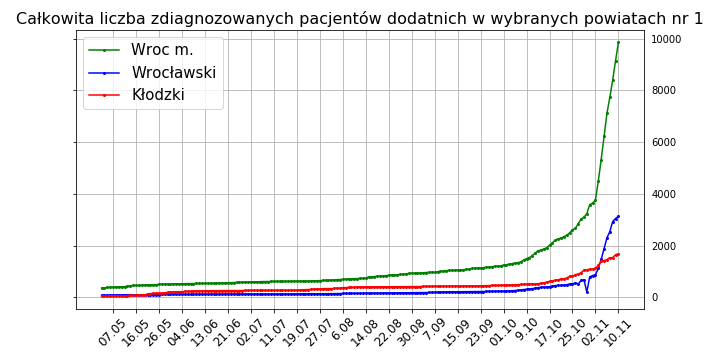 Całkowita liczba zdiagnozowanych pacjentów dodatnich w wybranych powiatach nr 1
Wroc m.
Wrocławski
Kłodzki
10000
8000
6000
4000
2000
0
07.05 16.05 26.05 04.06 13.06 21.06 02.07 11.07 19.07 27.07 6.08 14.08 22.08 30.08 7.09 15.09 23.09 01.10 9.10 17.10 25.10 02.11 10.11